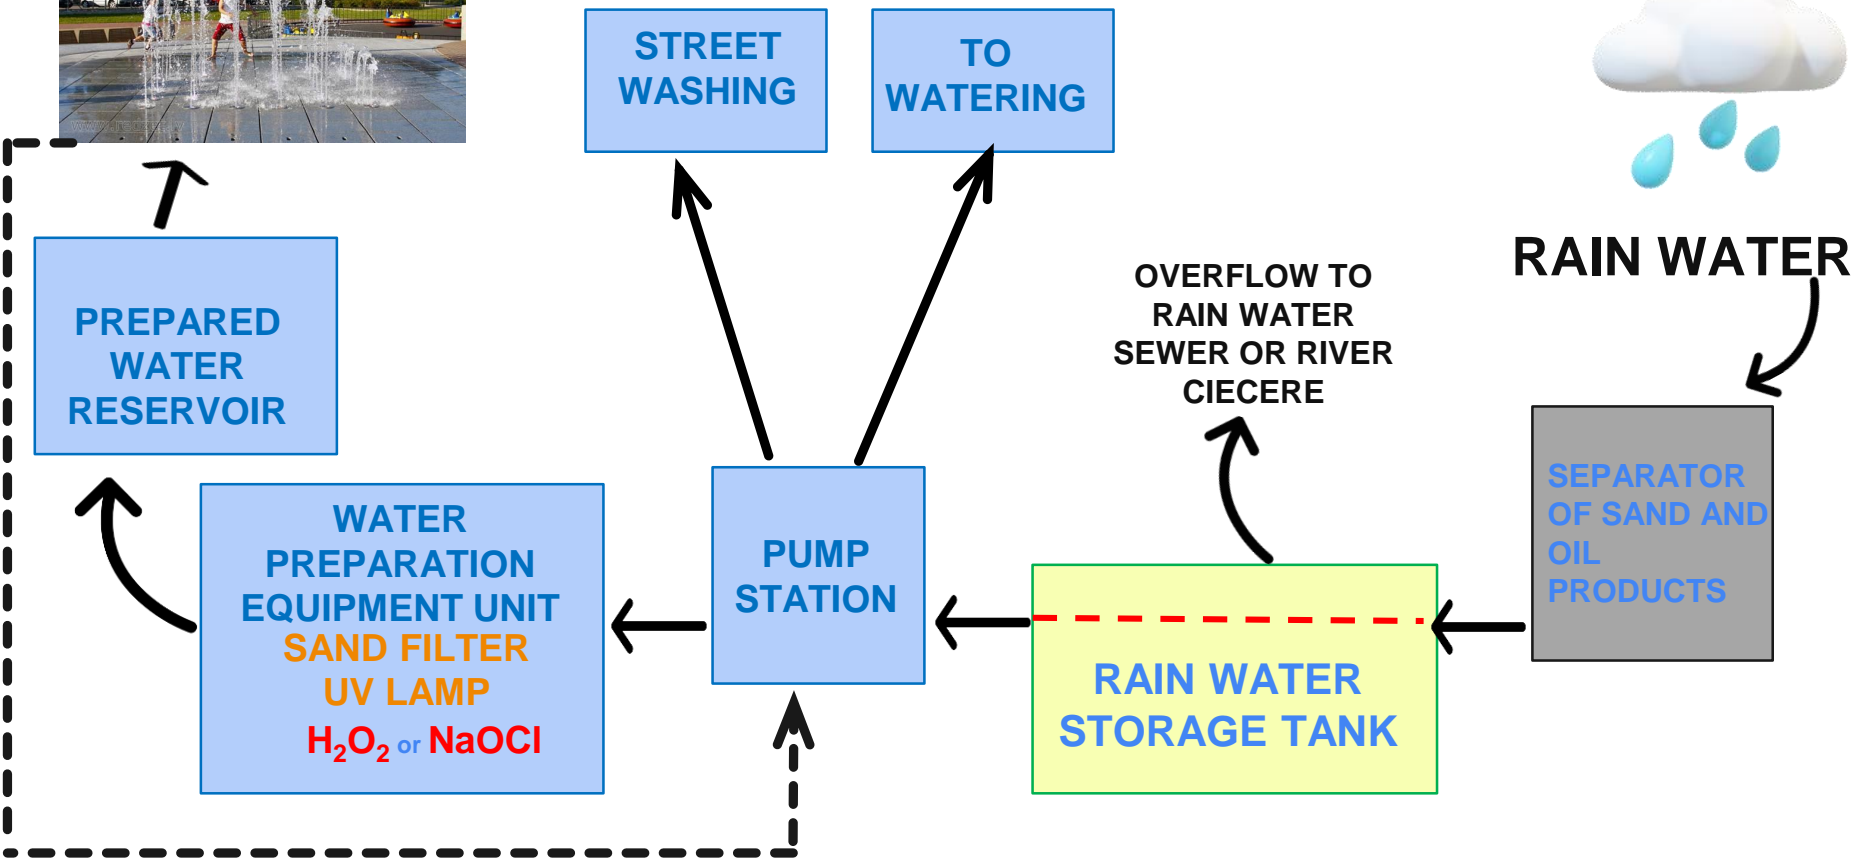 STREET
WASHING
TO
WATERING
RAIN WATER
OVERFLOW TO
RAIN WATER
SEWER OR RIVER
CIECERE
PREPARED
WATER
RESERVOIR
SEPARATOR
OF SAND AND
OIL
PRODUCTS
WATER
PREPARATION
EQUIPMENT UNIT
SAND FILTER
UV LAMP
H₂O₂ or NaOCl
PUMP
STATION
RAIN WATER
STORAGE TANK